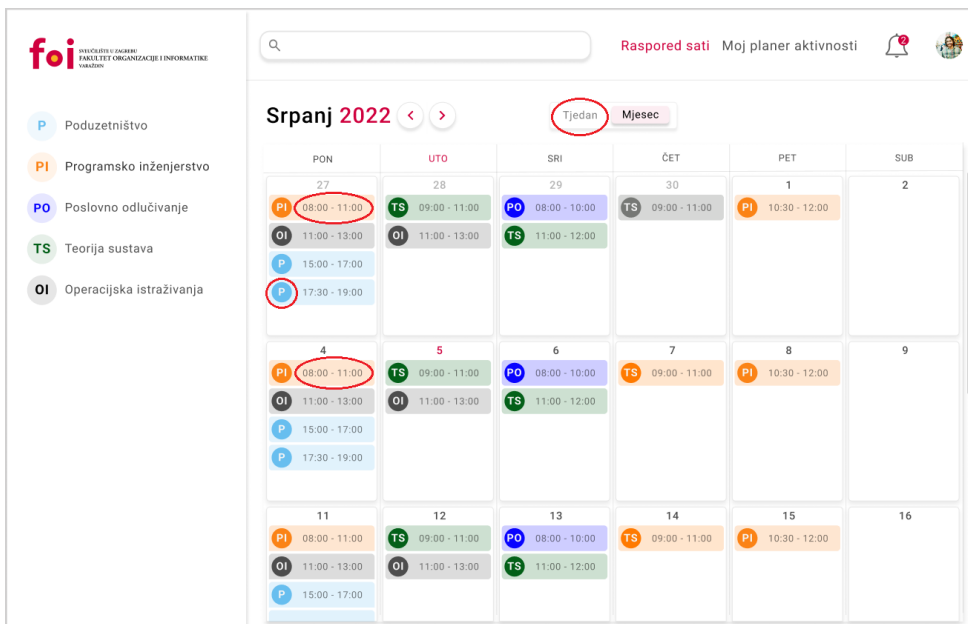 foi
SVEUČILIŠTE U ZAGREBU
FAKULTET ORGANIZACIJE I INFORMATIKE
VARAŽDIN
Raspored sati Moj planer aktivnosti
2
P Poduzetništvo
PI Programsko inženjerstvo
PO Poslovno odlučivanje
TS Teorija sustava
OI Operacijska istraživanja
Srpanj 2022 < >
Tjedan Mjesec
PON UTO SRI ČET PET SUB
27 28 29 30 1 2
PI 08:00 - 11:00 TS 09:00 - 11:00 PO 08:00 - 10:00 TS 09:00 - 11:00 PI 10:30 - 12:00
OI 11:00 - 13:00 OI 11:00 - 13:00 TS 11:00 - 12:00
P 15:00 - 17:00
P 17:30 - 19:00
4 5 6 7 8 9
PI 08:00 - 11:00 TS 09:00 - 11:00 PO 08:00 - 10:00 TS 09:00 - 11:00 PI 10:30 - 12:00
OI 11:00 - 13:00 OI 11:00 - 13:00 TS 11:00 - 12:00
P 15:00 - 17:00
P 17:30 - 19:00
11 12 13 14 15 16
PI 08:00 - 11:00 TS 09:00 - 11:00 PO 08:00 - 10:00 TS 09:00 - 11:00 PI 10:30 - 12:00
OI 11:00 - 13:00 OI 11:00 - 13:00 TS 11:00 - 12:00
P 15:00 - 17:00